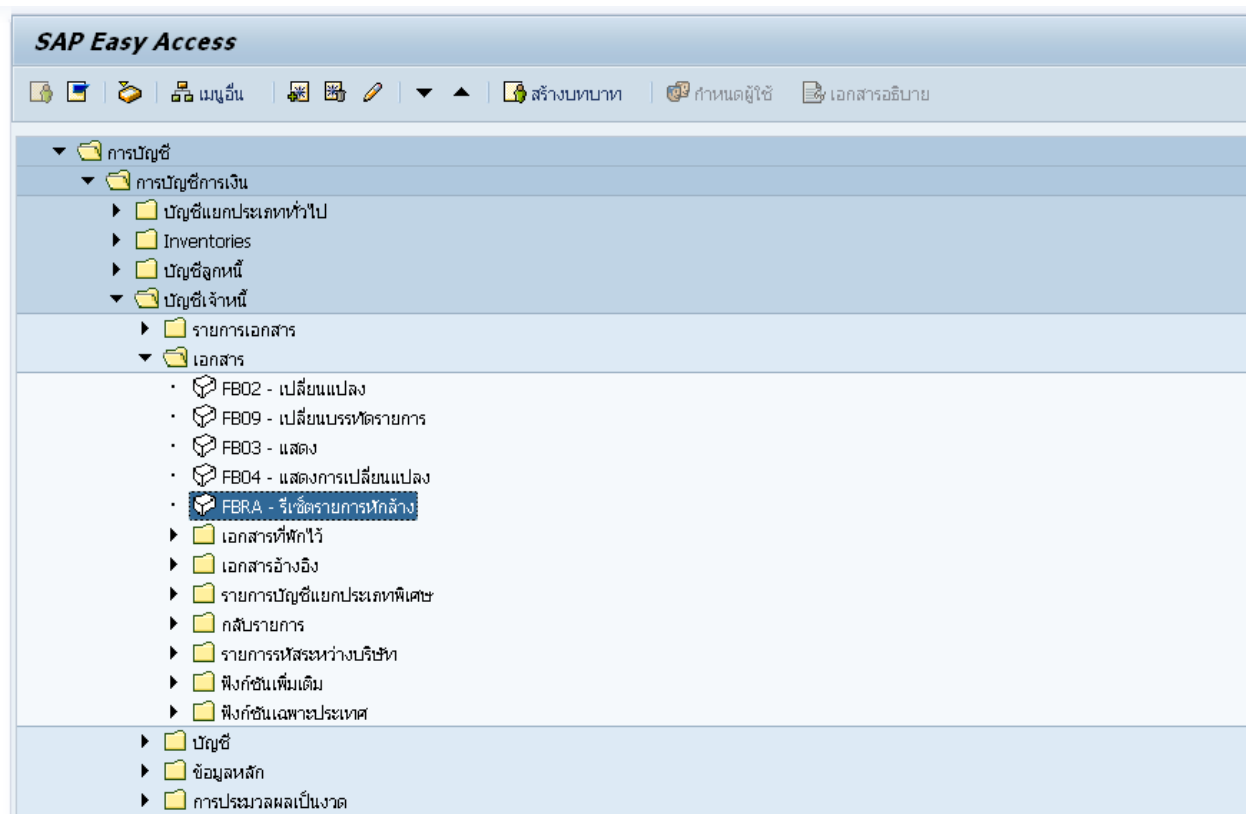 SAP Easy Access
เมนูอื่น สร้างบทบาท กำหนดผู้ใช้ เอกสารอธิบาย
การบัญชี
การบัญชีการเงิน
บัญชีแยกประเภททั่วไป
Inventories
บัญชีลูกหนี้
บัญชีเจ้าหนี้
รายการเอกสาร
เอกสาร
FB02 - เปลี่ยนแปลง
FB09 - เปลี่ยนบรรทัดรายการ
FB03 - แสดง
FB04 - แสดงการเปลี่ยนแปลง
FBRA - รีเซ็ตรายการหักล้าง
เอกสารที่พักไว้
เอกสารอ้างอิง
รายการบัญชีแยกประเภทพิเศษ
กลับรายการ
รายการรหัสระหว่างบริษัท
ฟังก์ชันเพิ่มเติม
ฟังก์ชันเฉพาะประเทศ
บัญชี
ข้อมูลหลัก
การประมวลผลเป็นงวด